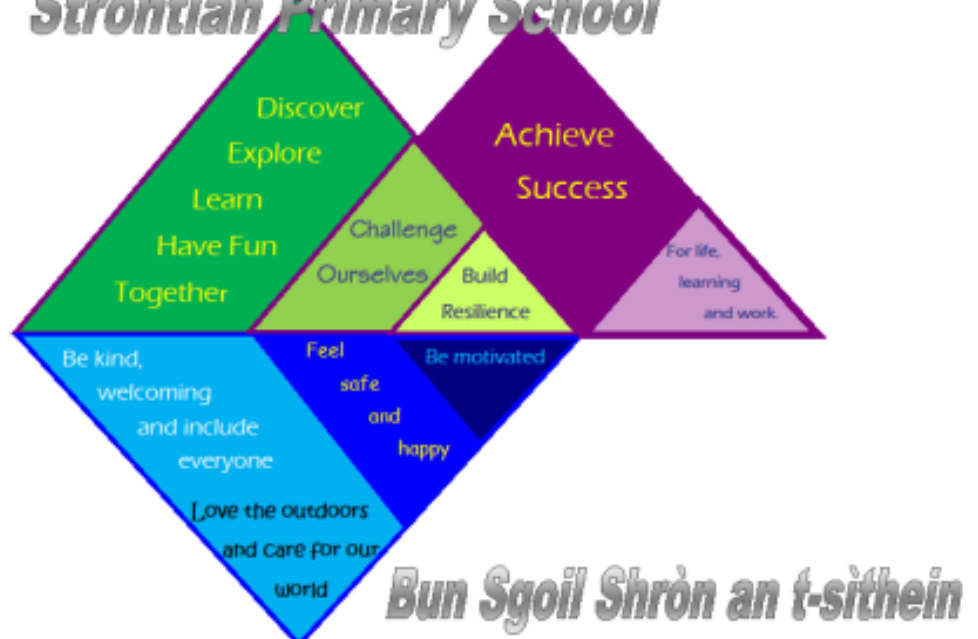 Strontian Primary School
Discover
Explore
Learn
Have Fun
Together
Challenge
Ourselves
Build
Resilience
Achieve
Success
For life,
learning
and work.
Be kind,
welcoming
and include
everyone
Love the outdoors
and care for our
world
Feel
safe
and
happy
Be motivated
Bun Sgoil Shròn an t-sìthein